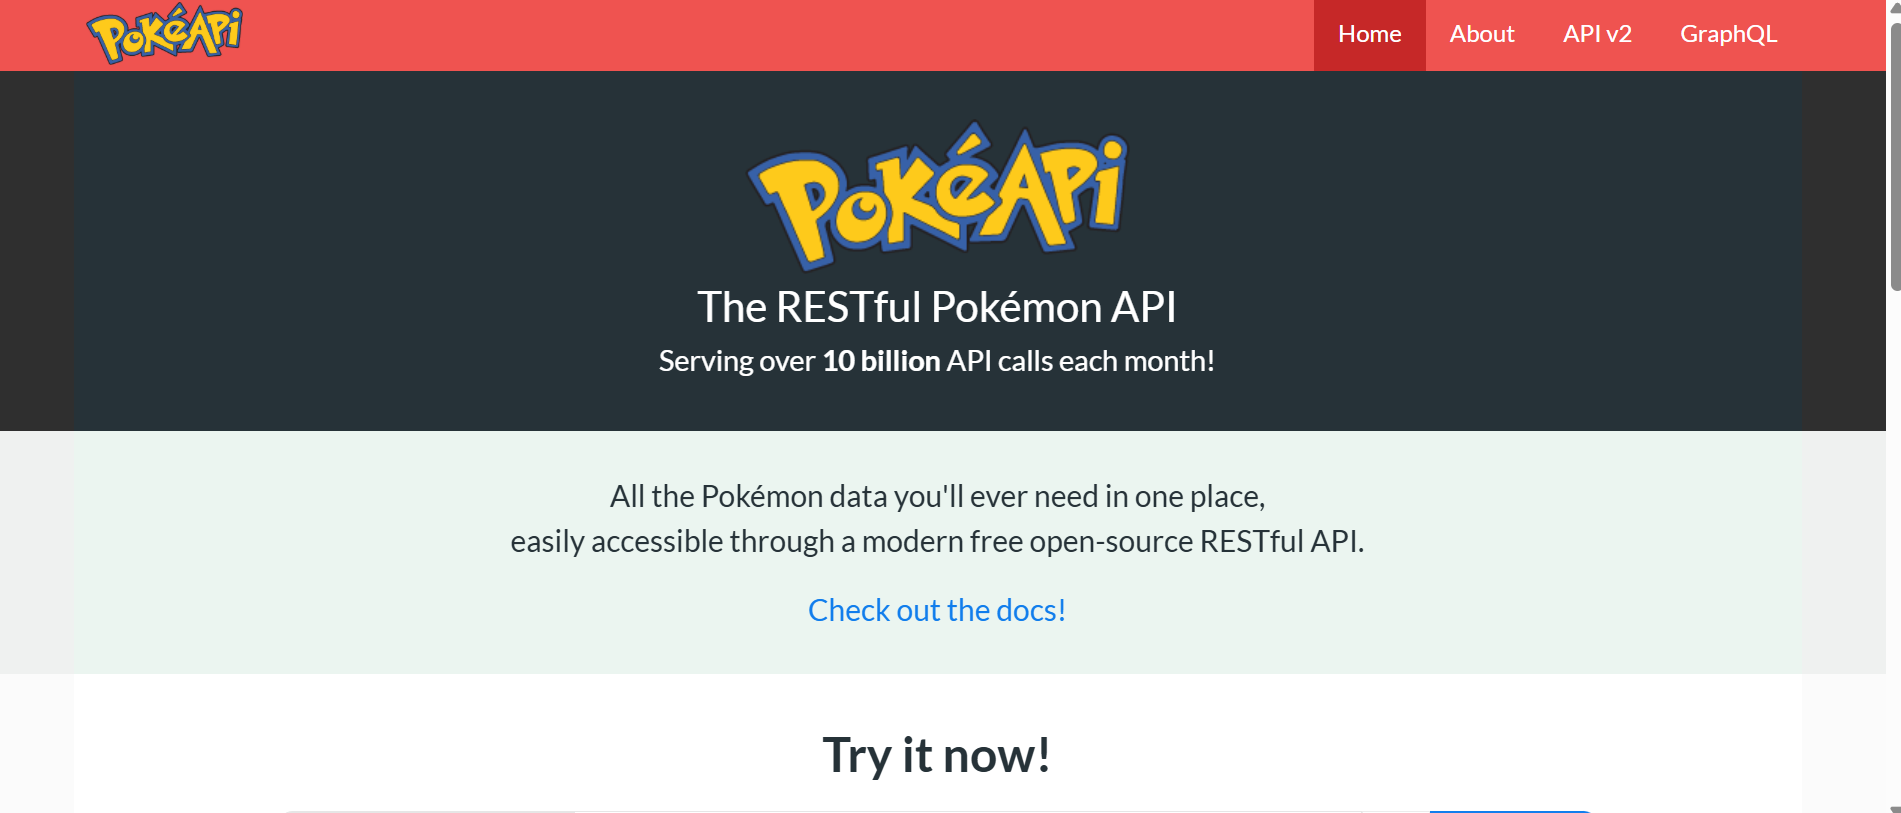 PokéAPi
Home
About
API v2
GraphQL
PokéAPi
The RESTful Pokémon API
Serving over 10 billion API calls each month!
All the Pokémon data you'll ever need in one place,
easily accessible through a modern free open-source RESTful API.
Check out the docs!
Try it now!